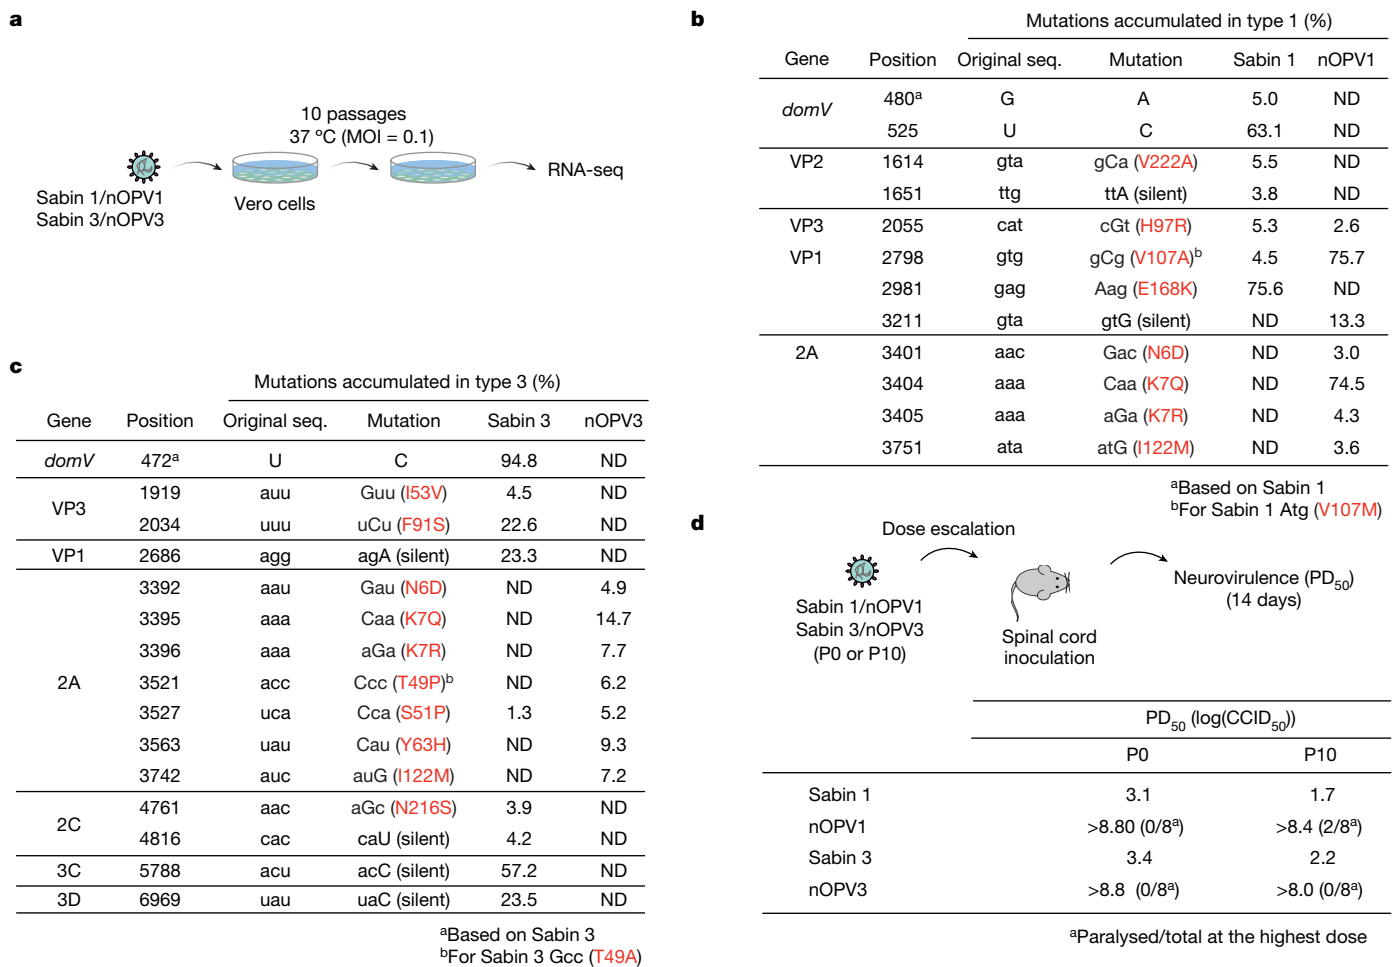 a
10 passages
37 °C (MOI = 0.1)
Sabin 1/nOPV1
Sabin 3/nOPV3
Vero cells
RNA-seq
b
Mutations accumulated in type 1 (%)
Gene Position Original seq. Mutation Sabin 1 nOPV1
domV 480a G A 5.0 ND
525 U C 63.1 ND
VP2 1614 gta gCa (V222A) 5.5 ND
1651 ttg ttA (silent) 3.8 ND
VP3 2055 cat cGt (H97R) 5.3 2.6
VP1 2798 gtg gCg (V107A)b 4.5 75.7
2981 gag Aag (E168K) 75.6 ND
3211 gta gtG (silent) ND 13.3
2A 3401 aac Gac (N6D) ND 3.0
3404 aaa Caa (K7Q) ND 74.5
3405 aaa aGa (K7R) ND 4.3
3751 ata atG (I122M) ND 3.6
aBased on Sabin 1
bFor Sabin 1 Atg (V107M)
c
Mutations accumulated in type 3 (%)
Gene Position Original seq. Mutation Sabin 3 nOPV3
domV 472a U C 94.8 ND
VP3 1919 auu Guu (I53V) 4.5 ND
2034 uuu uCu (F91S) 22.6 ND
VP1 2686 agg agA (silent) 23.3 ND
2A 3392 aau Gau (N6D) ND 4.9
3395 aaa Caa (K7Q) ND 14.7
3396 aaa aGa (K7R) ND 7.7
3521 acc Ccc (T49P)b ND 6.2
3527 uca Cca (S51P) 1.3 5.2
3563 uau Cau (Y63H) ND 9.3
3742 auc auG (I122M) ND 7.2
2C 4761 aac aGc (N216S) 3.9 ND
4816 cac caU (silent) 4.2 ND
3C 5788 acu acC (silent) 57.2 ND
3D 6969 uau uaC (silent) 23.5 ND
aBased on Sabin 3
bFor Sabin 3 Gcc (T49A)
d
Dose escalation
Sabin 1/nOPV1
Sabin 3/nOPV3
(P0 or P10)
Spinal cord
inoculation
Neurovirulence (PD50)
(14 days)
PD50 (log(CCID50))
P0 P10
Sabin 1 3.1 1.7
nOPV1 >8.80 (0/8a) >8.4 (2/8a)
Sabin 3 3.4 2.2
nOPV3 >8.8 (0/8a) >8.0 (0/8a)
aParalysed/total at the highest dose